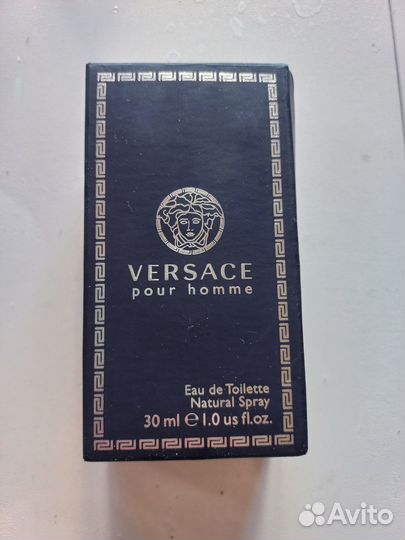 VERSACE
pour homme
Eau de Toilette
Natural Spray
30 ml ℮ 1.0 us fl.oz.
Avito